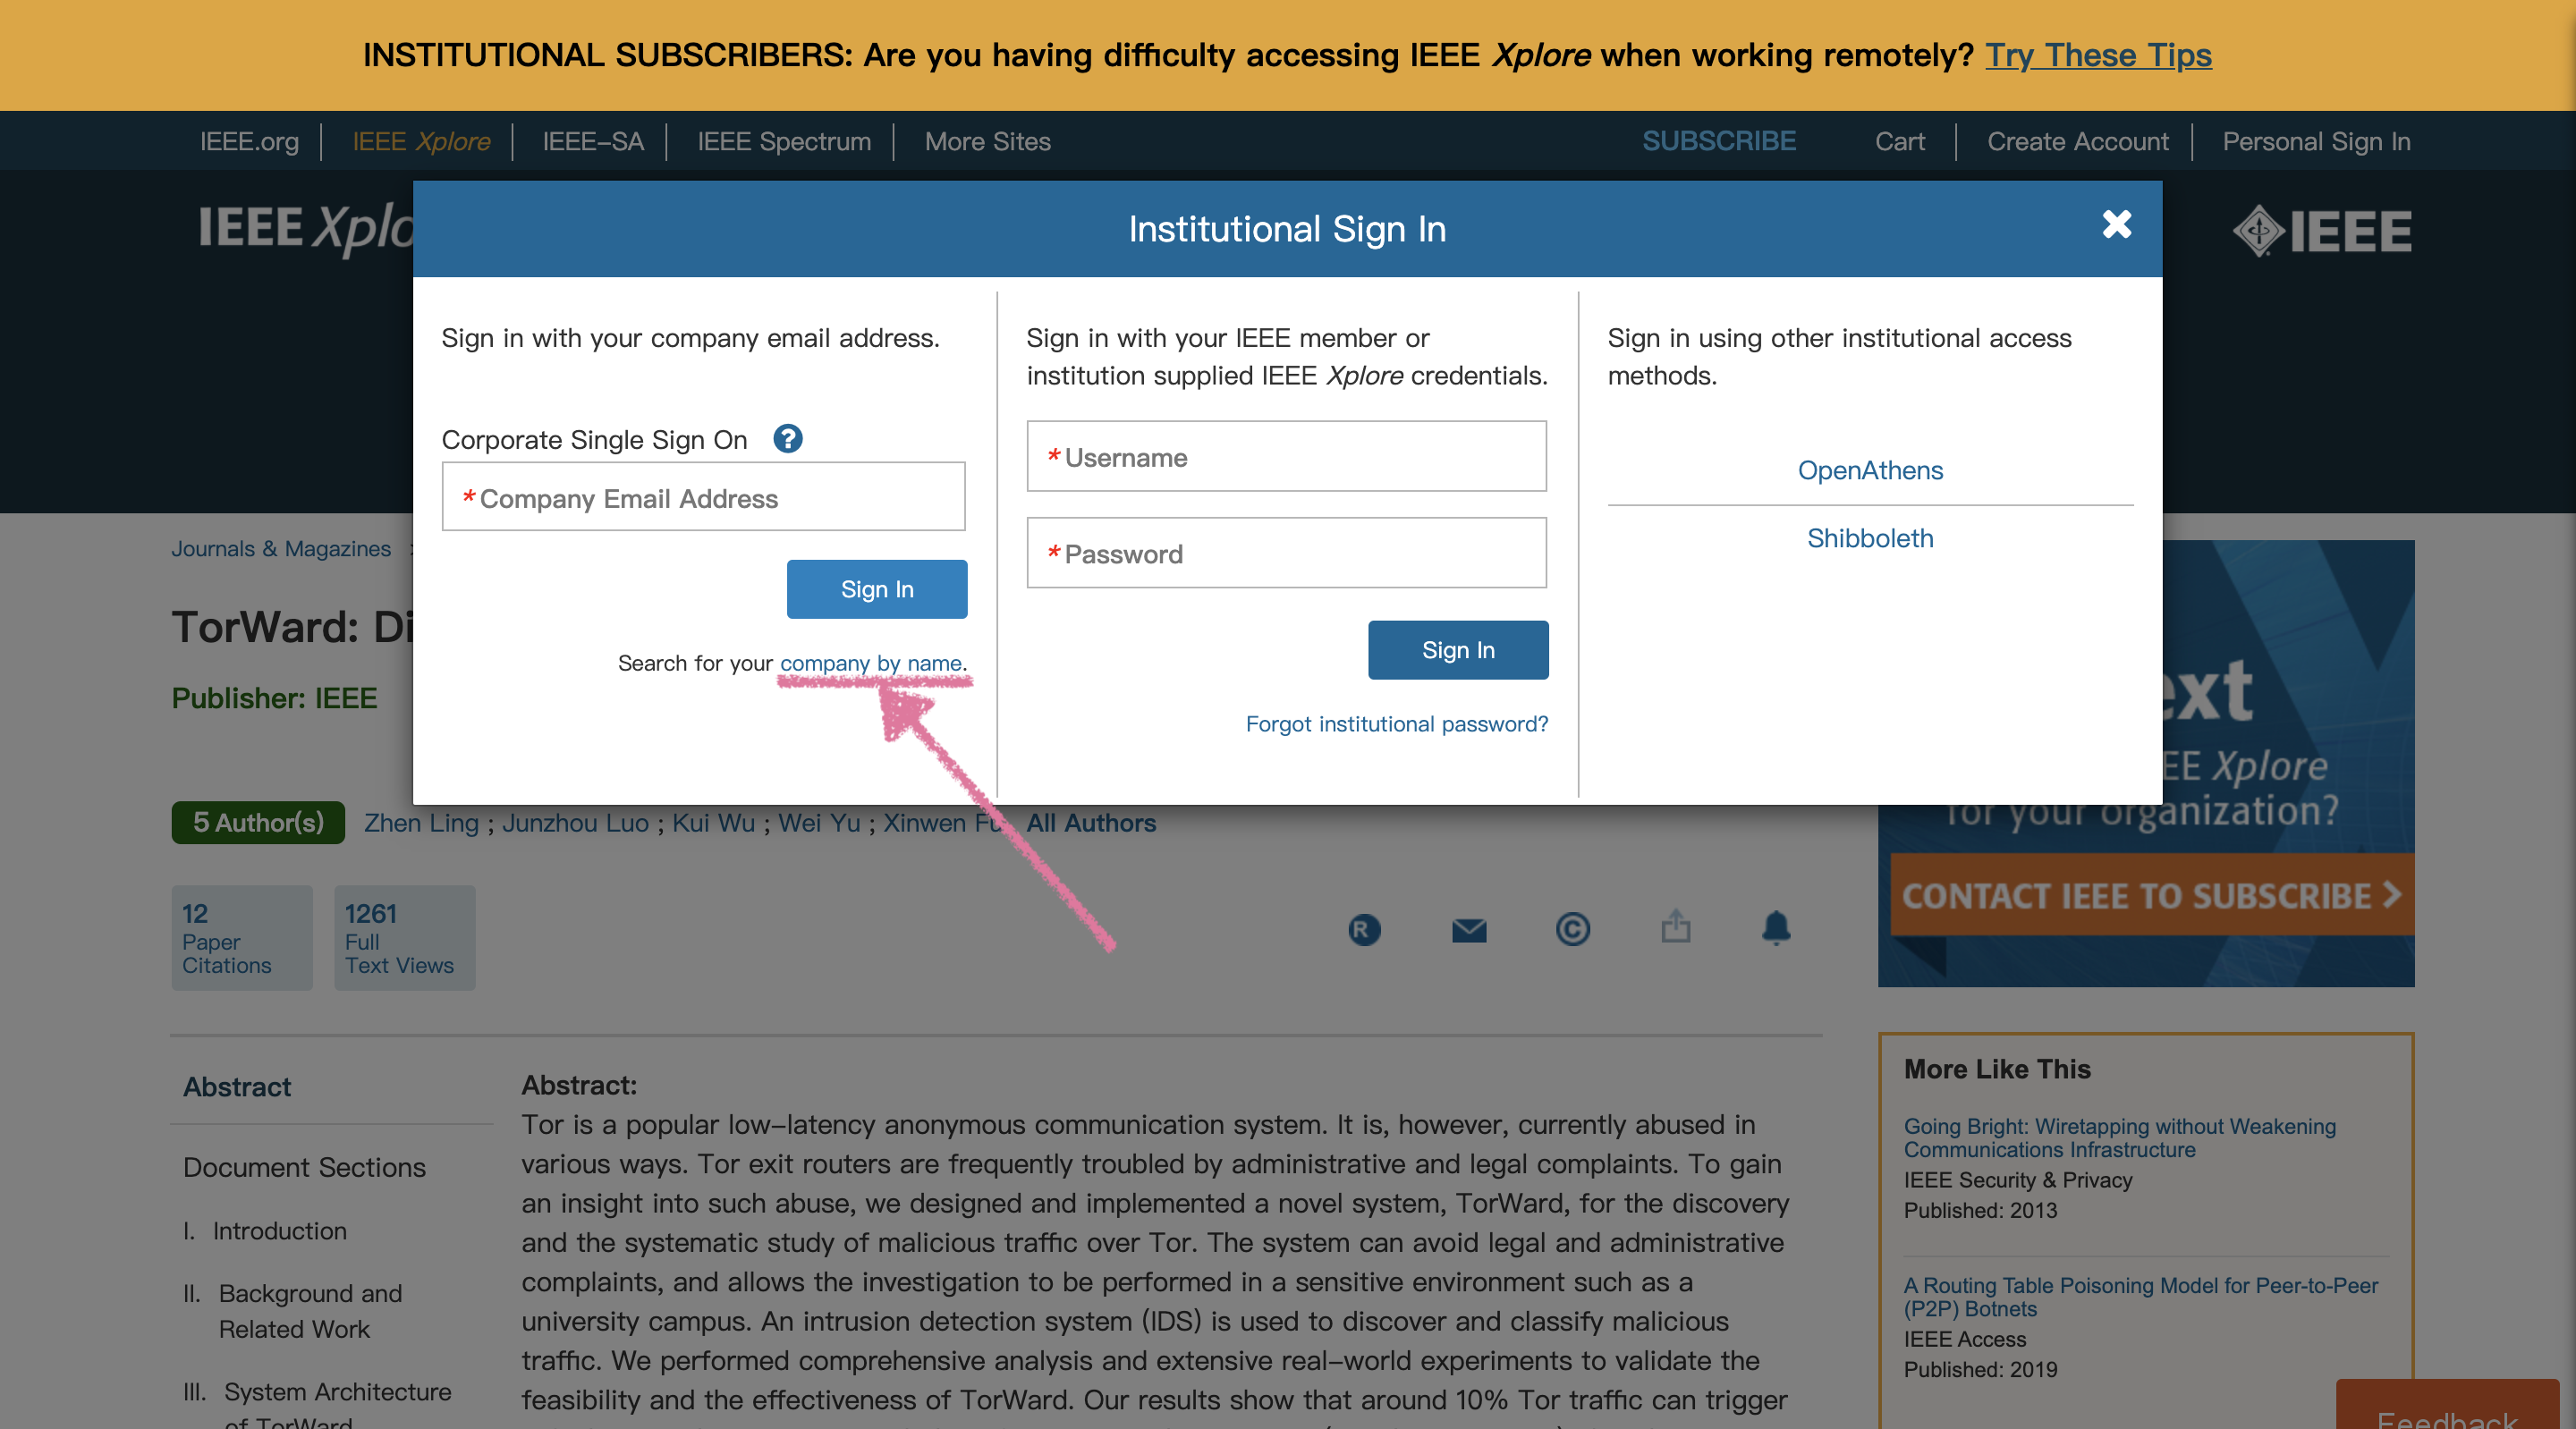 INSTITUTIONAL SUBSCRIBERS: Are you having difficulty accessing IEEE Xplore when working remotely? Try These Tips
IEEE.org
IEEE Xplore
IEEE-SA
IEEE Spectrum
More Sites
SUBSCRIBE
Cart
Create Account
Personal Sign In
IEEE Xplo
IEEE
Institutional Sign In
Sign in with your company email address.
Corporate Single Sign On ?
*Company Email Address
Sign In
Search for your company by name.
Sign in with your IEEE member or
institution supplied IEEE Xplore credentials.
*Username
*Password
Sign In
Forgot institutional password?
Sign in using other institutional access
methods.
OpenAthens
Shibboleth
Journals & Magazines
TorWard: Di
Publisher: IEEE
5 Author(s)
Zhen Ling ; Junzhou Luo ; Kui Wu ; Wei Yu ; Xinwen Fu
All Authors
12
Paper
Citations
1261
Full
Text Views
R
©
ext
EE Xplore
for your organization?
CONTACT IEEE TO SUBSCRIBE >
Abstract
Document Sections
I. Introduction
II. Background and
Related Work
III. System Architecture
of TorWard
Abstract:
Tor is a popular low-latency anonymous communication system. It is, however, currently abused in
various ways. Tor exit routers are frequently troubled by administrative and legal complaints. To gain
an insight into such abuse, we designed and implemented a novel system, TorWard, for the discovery
and the systematic study of malicious traffic over Tor. The system can avoid legal and administrative
complaints, and allows the investigation to be performed in a sensitive environment such as a
university campus. An intrusion detection system (IDS) is used to discover and classify malicious
traffic. We performed comprehensive analysis and extensive real-world experiments to validate the
feasibility and the effectiveness of TorWard. Our results show that around 10% Tor traffic can trigger
More Like This
Going Bright: Wiretapping without Weakening
Communications Infrastructure
IEEE Security & Privacy
Published: 2013
A Routing Table Poisoning Model for Peer-to-Peer
(P2P) Botnets
IEEE Access
Published: 2019
Feedback